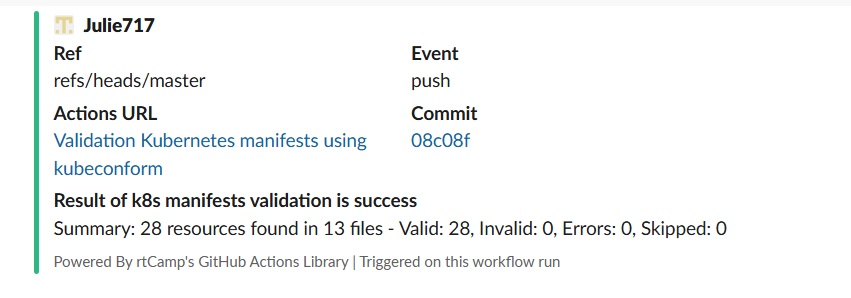 Julie717
Ref
Event
refs/heads/master
push
Actions URL
Commit
Validation Kubernetes manifests using
kubeconform
08c08f
Result of k8s manifests validation is success
Summary: 28 resources found in 13 files - Valid: 28, Invalid: 0, Errors: 0, Skipped: 0
Powered By rtCamp's GitHub Actions Library | Triggered on this workflow run